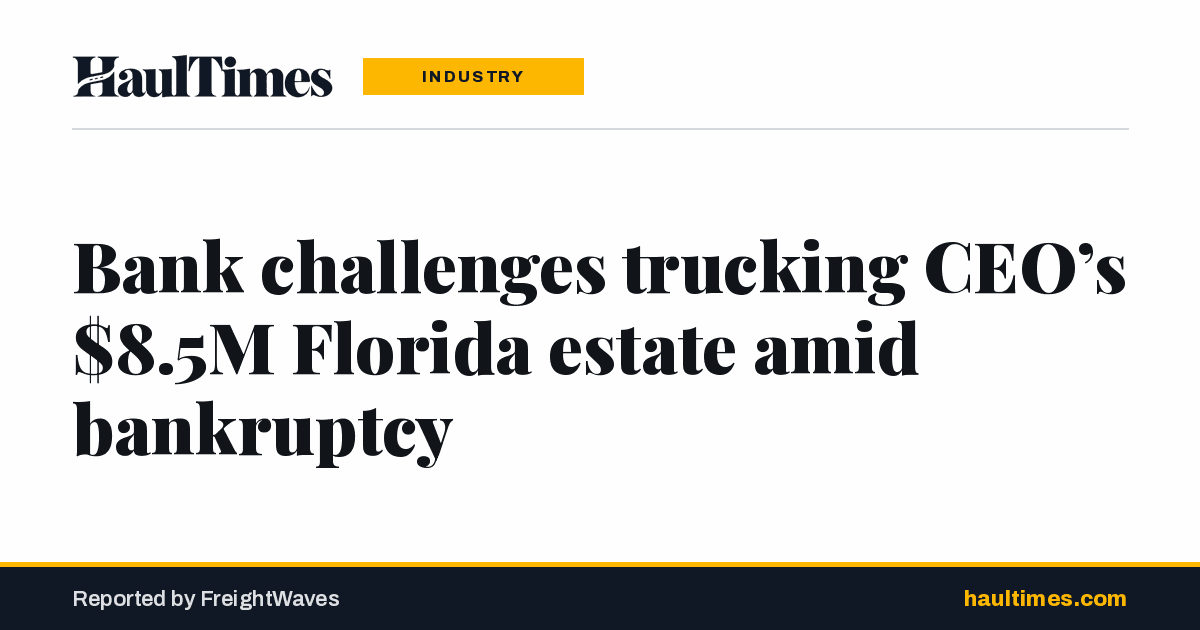 HaulTimes
INDUSTRY
Bank challenges trucking CEO’s
$8.5M Florida estate amid
bankruptcy
Reported by FreightWaves
haultimes.com